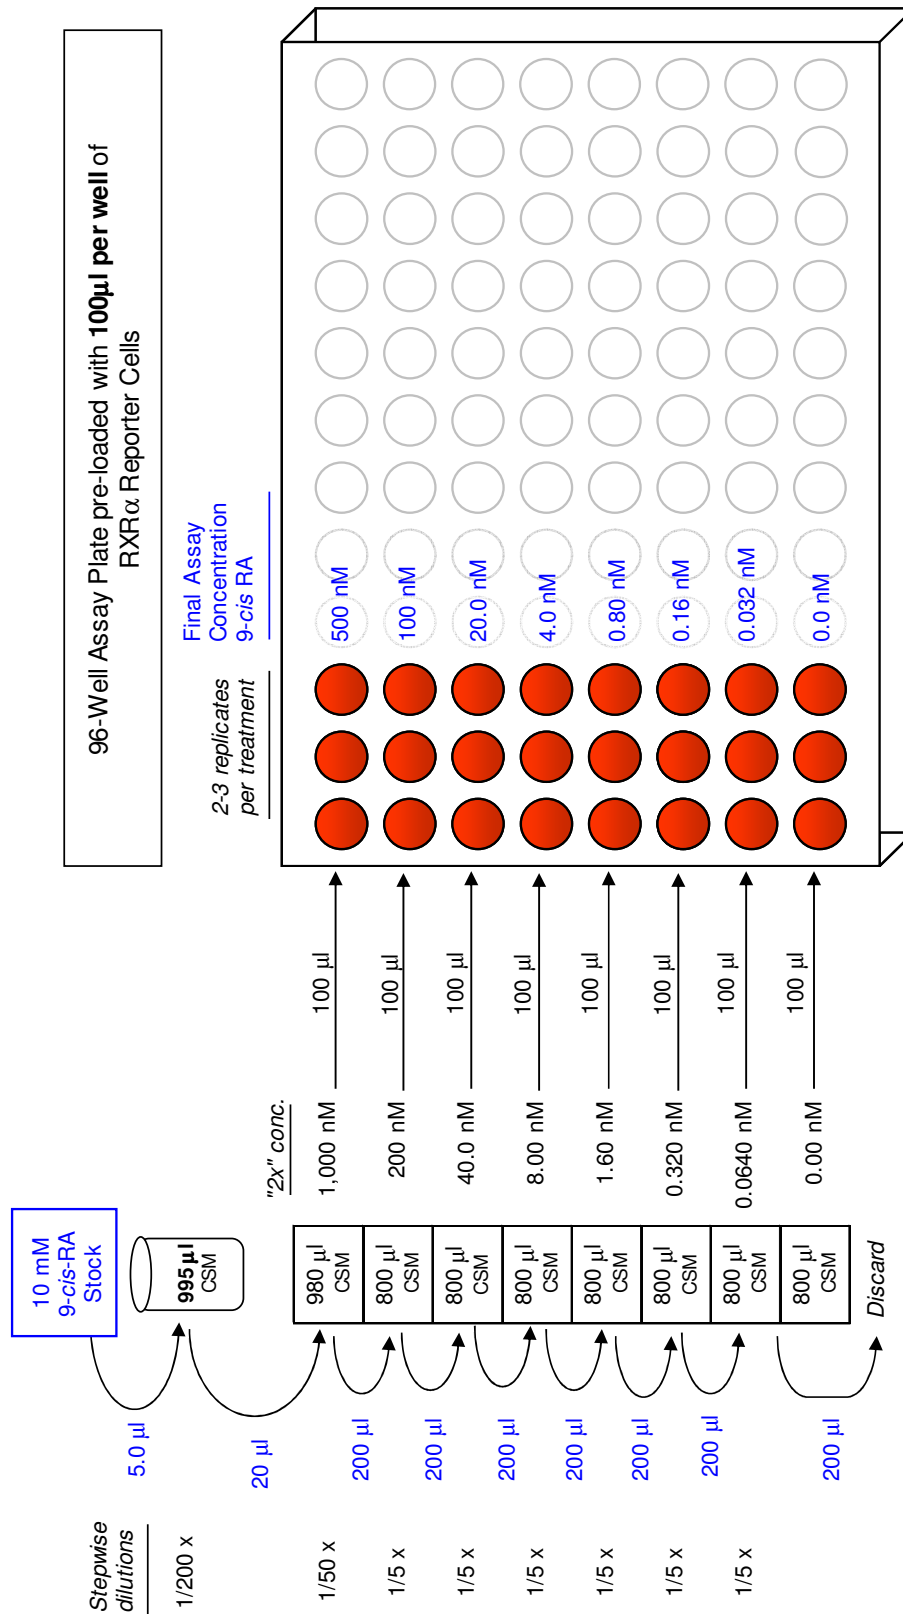 96-Well Assay Plate pre-loaded with 100µl per well of
RXRα Reporter Cells
Stepwise
dilutions
1/200 x
1/50 x
1/5 x
1/5 x
1/5 x
1/5 x
1/5 x
1/5 x
5.0 µl
20 µl
200 µl
200 µl
200 µl
200 µl
200 µl
200 µl
200 µl
10 mM
9-cis-RA
Stock
995µl
CSM
980 µl
CSM
800 µl
CSM
800 µl
CSM
800 µl
CSM
800 µl
CSM
800 µl
CSM
800 µl
CSM
800 µl
CSM
Discard
"2x" conc.
1,000 nM
200 nM
40.0 nM
8.00 nM
1.60 nM
0.320 nM
0.0640 nM
0.00 nM
100 µl
100 µl
100 µl
100 µl
100 µl
100 µl
100 µl
100 µl
2-3 replicates
per treatment
Final Assay
Concentration
9-cis RA
500 nM
100 nM
20.0 nM
4.0 nM
0.80 nM
0.16 nM
0.032 nM
0.0 nM